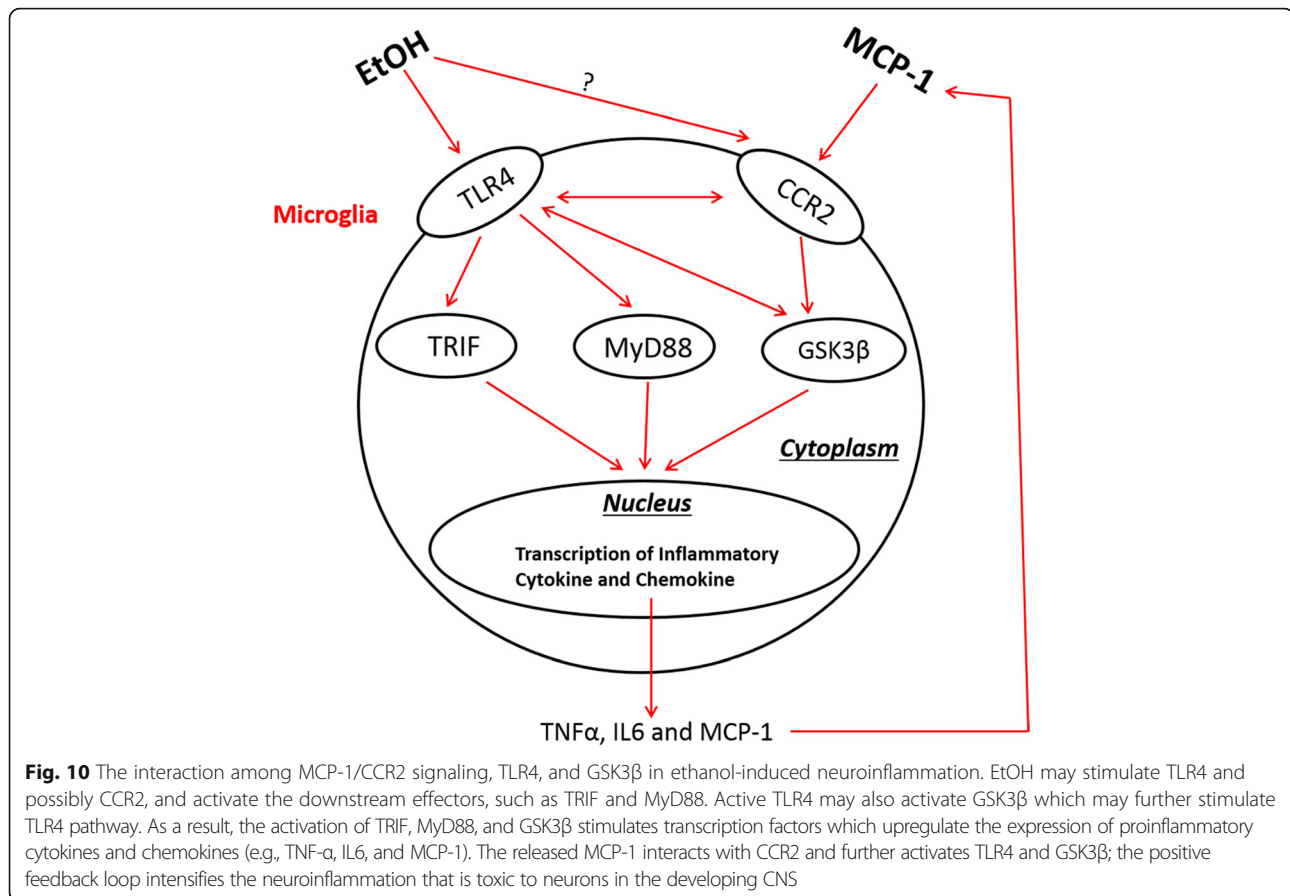 EtOH
MCP-1
?
TLR4
CCR2
Microglia
TRIF
MyD88
GSK3β
Cytoplasm
Nucleus
Transcription of Inflammatory
Cytokine and Chemokine
TNFα, IL6 and MCP-1
Fig. 10 The interaction among MCP-1/CCR2 signaling, TLR4, and GSK3β in ethanol-induced neuroinflammation. EtOH may stimulate TLR4 and
possibly CCR2, and activate the downstream effectors, such as TRIF and MyD88. Active TLR4 may also activate GSK3β which may further stimulate
TLR4 pathway. As a result, the activation of TRIF, MyD88, and GSK3β stimulates transcription factors which upregulate the expression of proinflammatory
cytokines and chemokines (e.g., TNF-α, IL6, and MCP-1). The released MCP-1 interacts with CCR2 and further activates TLR4 and GSK3β; the positive
feedback loop intensifies the neuroinflammation that is toxic to neurons in the developing CNS